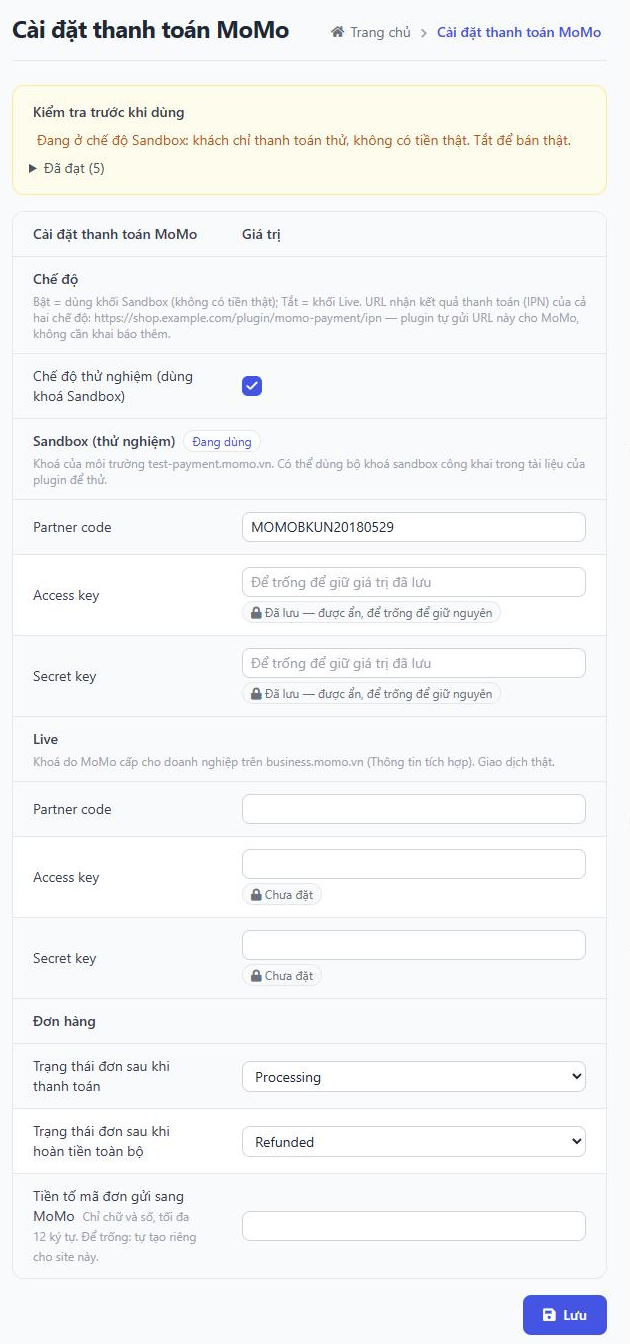 Cài đặt thanh toán MoMo
Trang chủ
Cài đặt thanh toán MoMo
Kiểm tra trước khi dùng
Đang ở chế độ Sandbox: khách chỉ thanh toán thử, không có tiền thật. Tắt để bán thật.
Đã đạt (5)
Cài đặt thanh toán MoMo
Giá trị
Chế độ
Bật = dùng khối Sandbox (không có tiền thật); Tắt = khối Live. URL nhận kết quả thanh toán (IPN) của cả
hai chế độ: https://shop.example.com/plugin/momo-payment/ipn — plugin tự gửi URL này cho MoMo,
không cần khai báo thêm.
Chế độ thử nghiệm (dùng
khoá Sandbox)
Sandbox (thử nghiệm) Đang dùng
Khoá của môi trường test-payment.momo.vn. Có thể dùng bộ khoá sandbox công khai trong tài liệu của
plugin để thử.
Partner code
MOMOBKUN20180529
Access key
Để trống để giữ giá trị đã lưu
Đã lưu — được ẩn, để trống để giữ nguyên
Secret key
Để trống để giữ giá trị đã lưu
Đã lưu — được ẩn, để trống để giữ nguyên
Live
Khoá do MoMo cấp cho doanh nghiệp trên business.momo.vn (Thông tin tích hợp). Giao dịch thật.
Partner code
Access key
Chưa đặt
Secret key
Chưa đặt
Đơn hàng
Trạng thái đơn sau khi
thanh toán
Processing
Trạng thái đơn sau khi
hoàn tiền toàn bộ
Refunded
Tiền tố mã đơn gửi sang
MoMo Chỉ chữ và số, tối đa
12 ký tự. Để trống: tự tạo riêng
cho site này.
Lưu